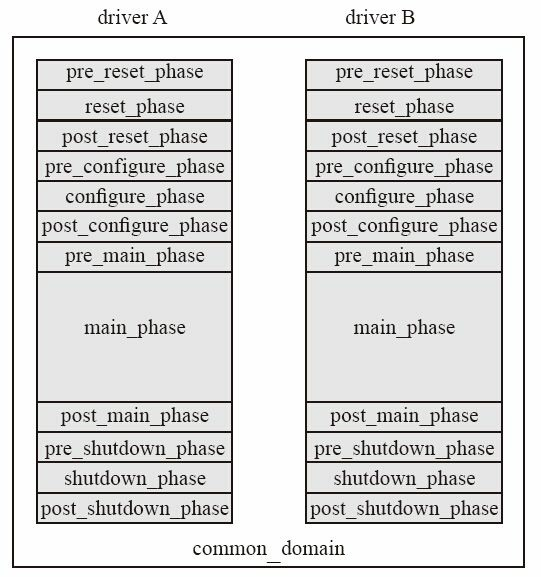 driver A
driver B
pre_reset_phase
reset_phase
post_reset_phase
pre_configure_phase
configure_phase
post_configure_phase
pre_main_phase
main_phase
post_main_phase
pre_shutdown_phase
shutdown_phase
post_shutdown_phase
pre_reset_phase
reset_phase
post_reset_phase
pre_configure_phase
configure_phase
post_configure_phase
pre_main_phase
main_phase
post_main_phase
pre_shutdown_phase
shutdown_phase
post_shutdown_phase
common_domain